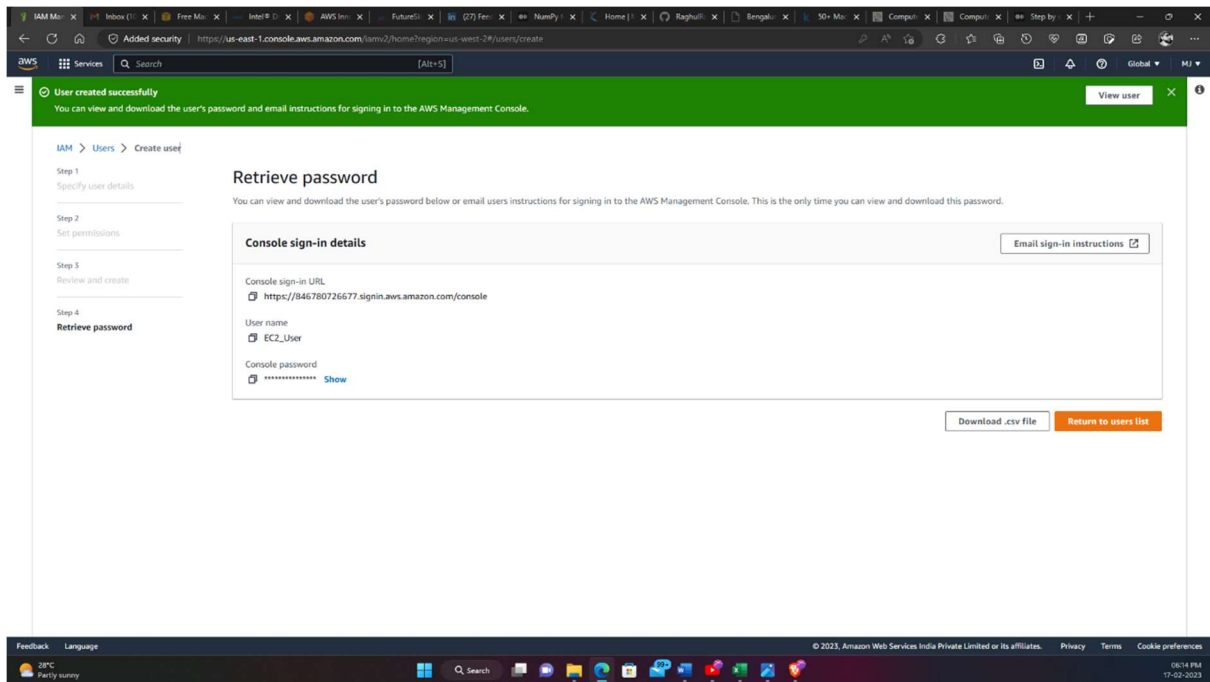 IAM Mar
Inbox (1(
Free Mac
Intel® D
AWS Inn
FutureSk
(27) Feed
NumPy t
Home |
RaghulR
Bengalu
50+ Mac
Comput
Comput
Step by
Added security
https://us-east-1.console.aws.amazon.com/iamv2/home?region=us-west-2#/users/create
aws
Services
Search
[Alt+S]
Global
MJ
User created successfully
You can view and download the user's password and email instructions for signing in to the AWS Management Console.
View user
IAM > Users > Create user
Step 1
Specify user details
Step 2
Set permissions
Step 3
Review and create
Step 4
Retrieve password
Retrieve password
You can view and download the user's password below or email users instructions for signing in to the AWS Management Console. This is the only time you can view and download this password.
Console sign-in details
Email sign-in instructions
Console sign-in URL
https://846780726677.signin.aws.amazon.com/console
User name
EC2_User
Console password
*************** Show
Download .csv file
Return to users list
Feedback
Language
© 2023, Amazon Web Services India Private Limited or its affiliates.
Privacy
Terms
Cookie preferences
28°C
Partly sunny
Search
99+
06:14 PM
17-02-2023